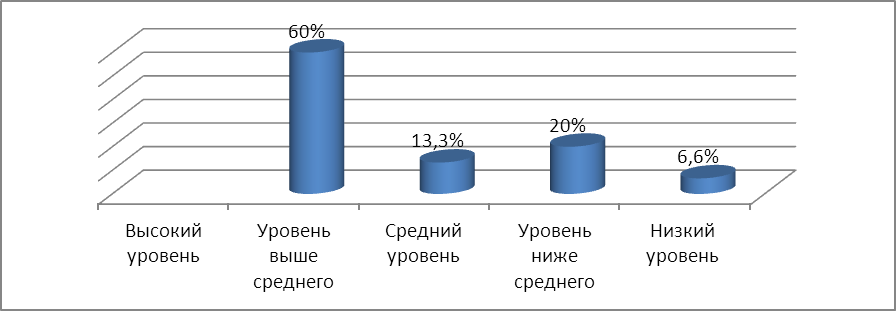 60%
13,3%
20%
6,6%
Высокий
уровень
Уровень
выше
среднего
Средний
уровень
Уровень
ниже
среднего
Низкий
уровень